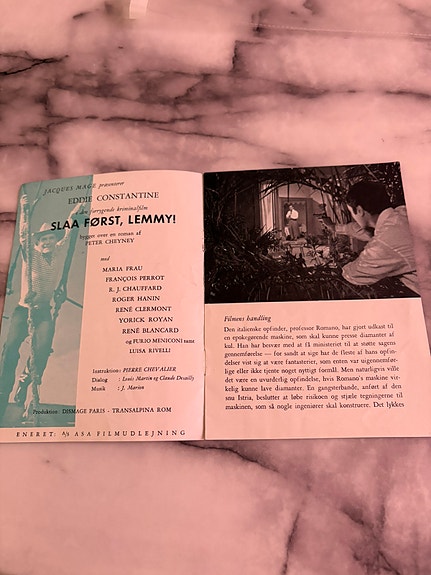 JACQUES MAGE præsenterer
EDDIE CONSTANTINE
i den forrygende kriminalfilm
SLAA FØRST, LEMMY!
bygget over en roman af
PETER CHEYNEY
med
MARIA FRAU
FRANÇOIS PERROT
R. J. CHAUFFARD
ROGER HANIN
RENÉ CLERMONT
YORICK ROYAN
RENÉ BLANCARD
og FURIO MENICONI samt
LUISA RIVELLI
Instruktion : PIERRE CHEVALIER
Dialog : Louis Martin og Claude Desailly
Musik : J. Marion
Produktion: DISMAGE PARIS - TRANSALPINA ROM
ENERET: A/S ASA FILMUDLEJNING
Filmens handling
Den italienske opfinder, professor Romano, har gjort udkast til
en epokegørende maskine, som skal kunne presse diamanter af
kul. Han har besvær med at få ministeriet til at støtte sagens
gennemførelse — for sandt at sige har de fleste af hans opfin-
delser vist sig at være fantasterier, som enten var uigennemfør-
lige eller ikke tjente noget nyttigt formål. Men naturligvis ville
det være en uvurderlig opfindelse, hvis Romano's maskine vir-
kelig kunne lave diamanter. En gangsterbande, anført af den
snu Istria, beslutter at løbe risikoen og stjæle tegningerne til
maskinen, som så nogle ingeniører skal konstruere. Det lykkes